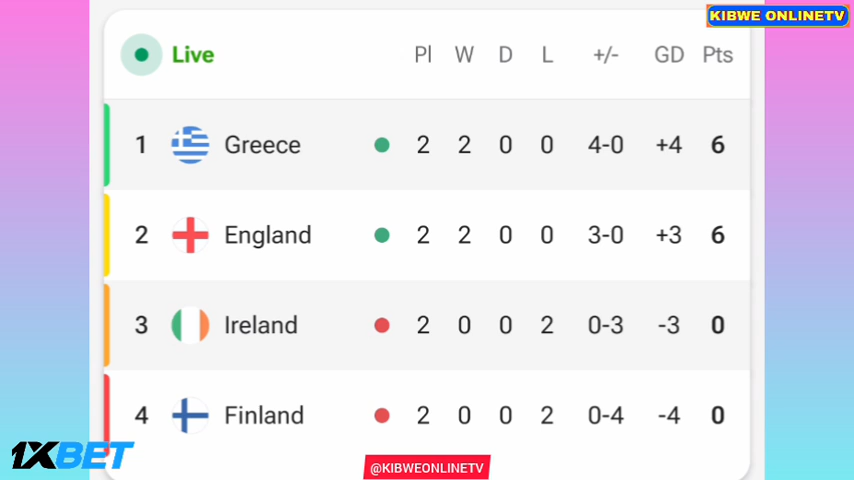 KIBWE ONLINETV
Live Pl W D L +/- GD Pts
1 Greece 2 2 0 0 4-0 +4 6
2 England 2 2 0 0 3-0 +3 6
3 Ireland 2 0 0 2 0-3 -3 0
4 Finland 2 0 0 2 0-4 -4 0
1XBET
@KIBWEONLINETV